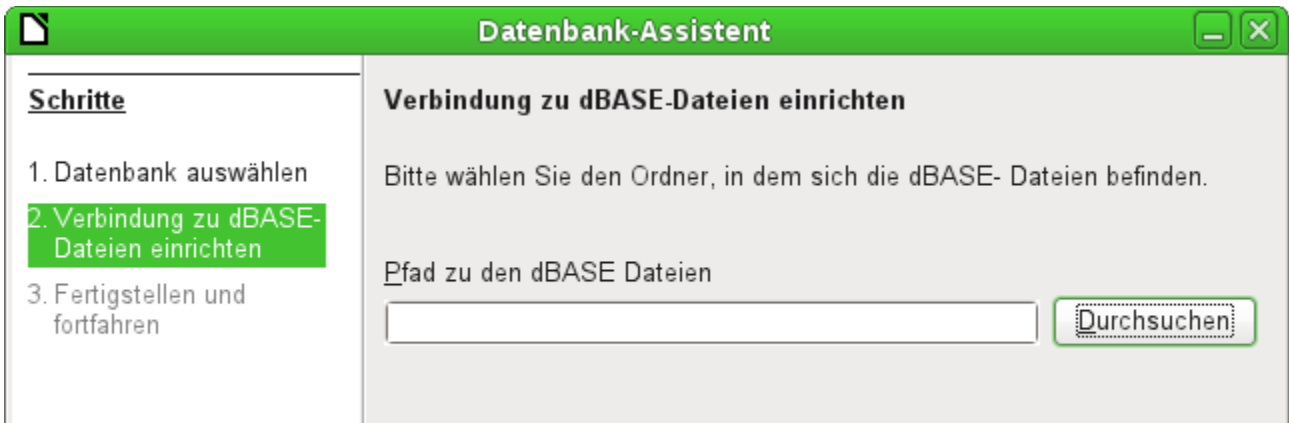 Datenbank-Assistent
Schritte
1. Datenbank auswählen
2. Verbindung zu dBASE-
Dateien einrichten
3. Fertigstellen und
fortfahren
Verbindung zu dBASE-Dateien einrichten
Bitte wählen Sie den Ordner, in dem sich die dBASE- Dateien befinden.
Pfad zu den dBASE Dateien
Durchsuchen